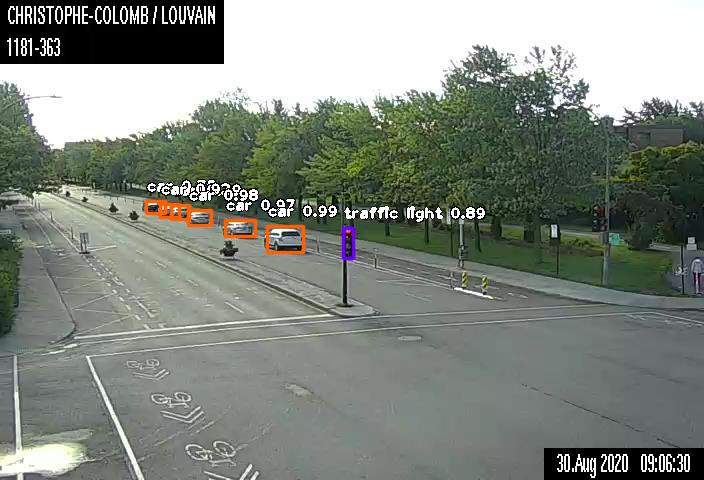 CHRISTOPHE-COLOMB / LOUVAIN
1181-363
car 0.98
car 0.97
car 0.99
traffic light 0.89
30.Aug 2020 09:06:30